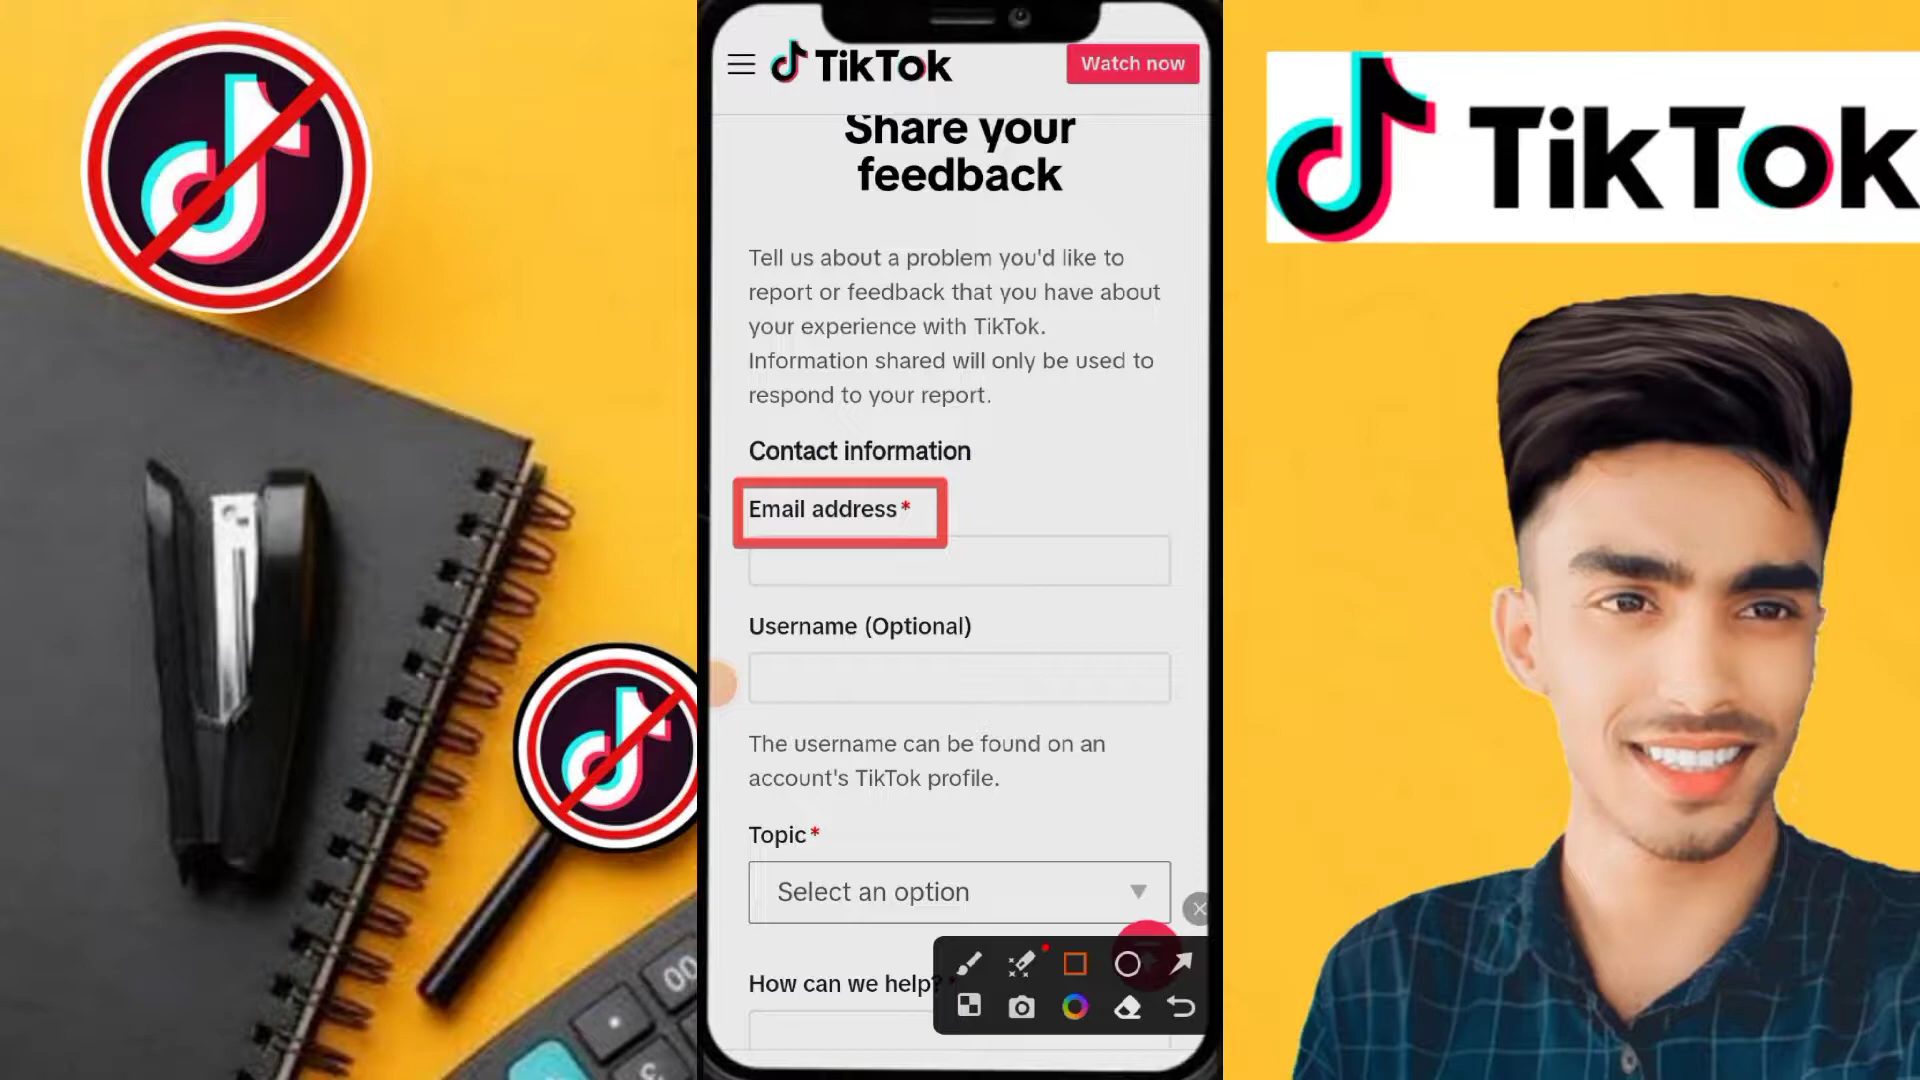 TikTok
Watch now
Share your
feedback
Tell us about a problem you'd like to
report or feedback that you have about
your experience with TikTok.
Information shared will only be used to
respond to your report.
Contact information
Email address*
Username (Optional)
The username can be found on an
account's TikTok profile.
Topic*
Select an option
How can we help?
TikTok
00